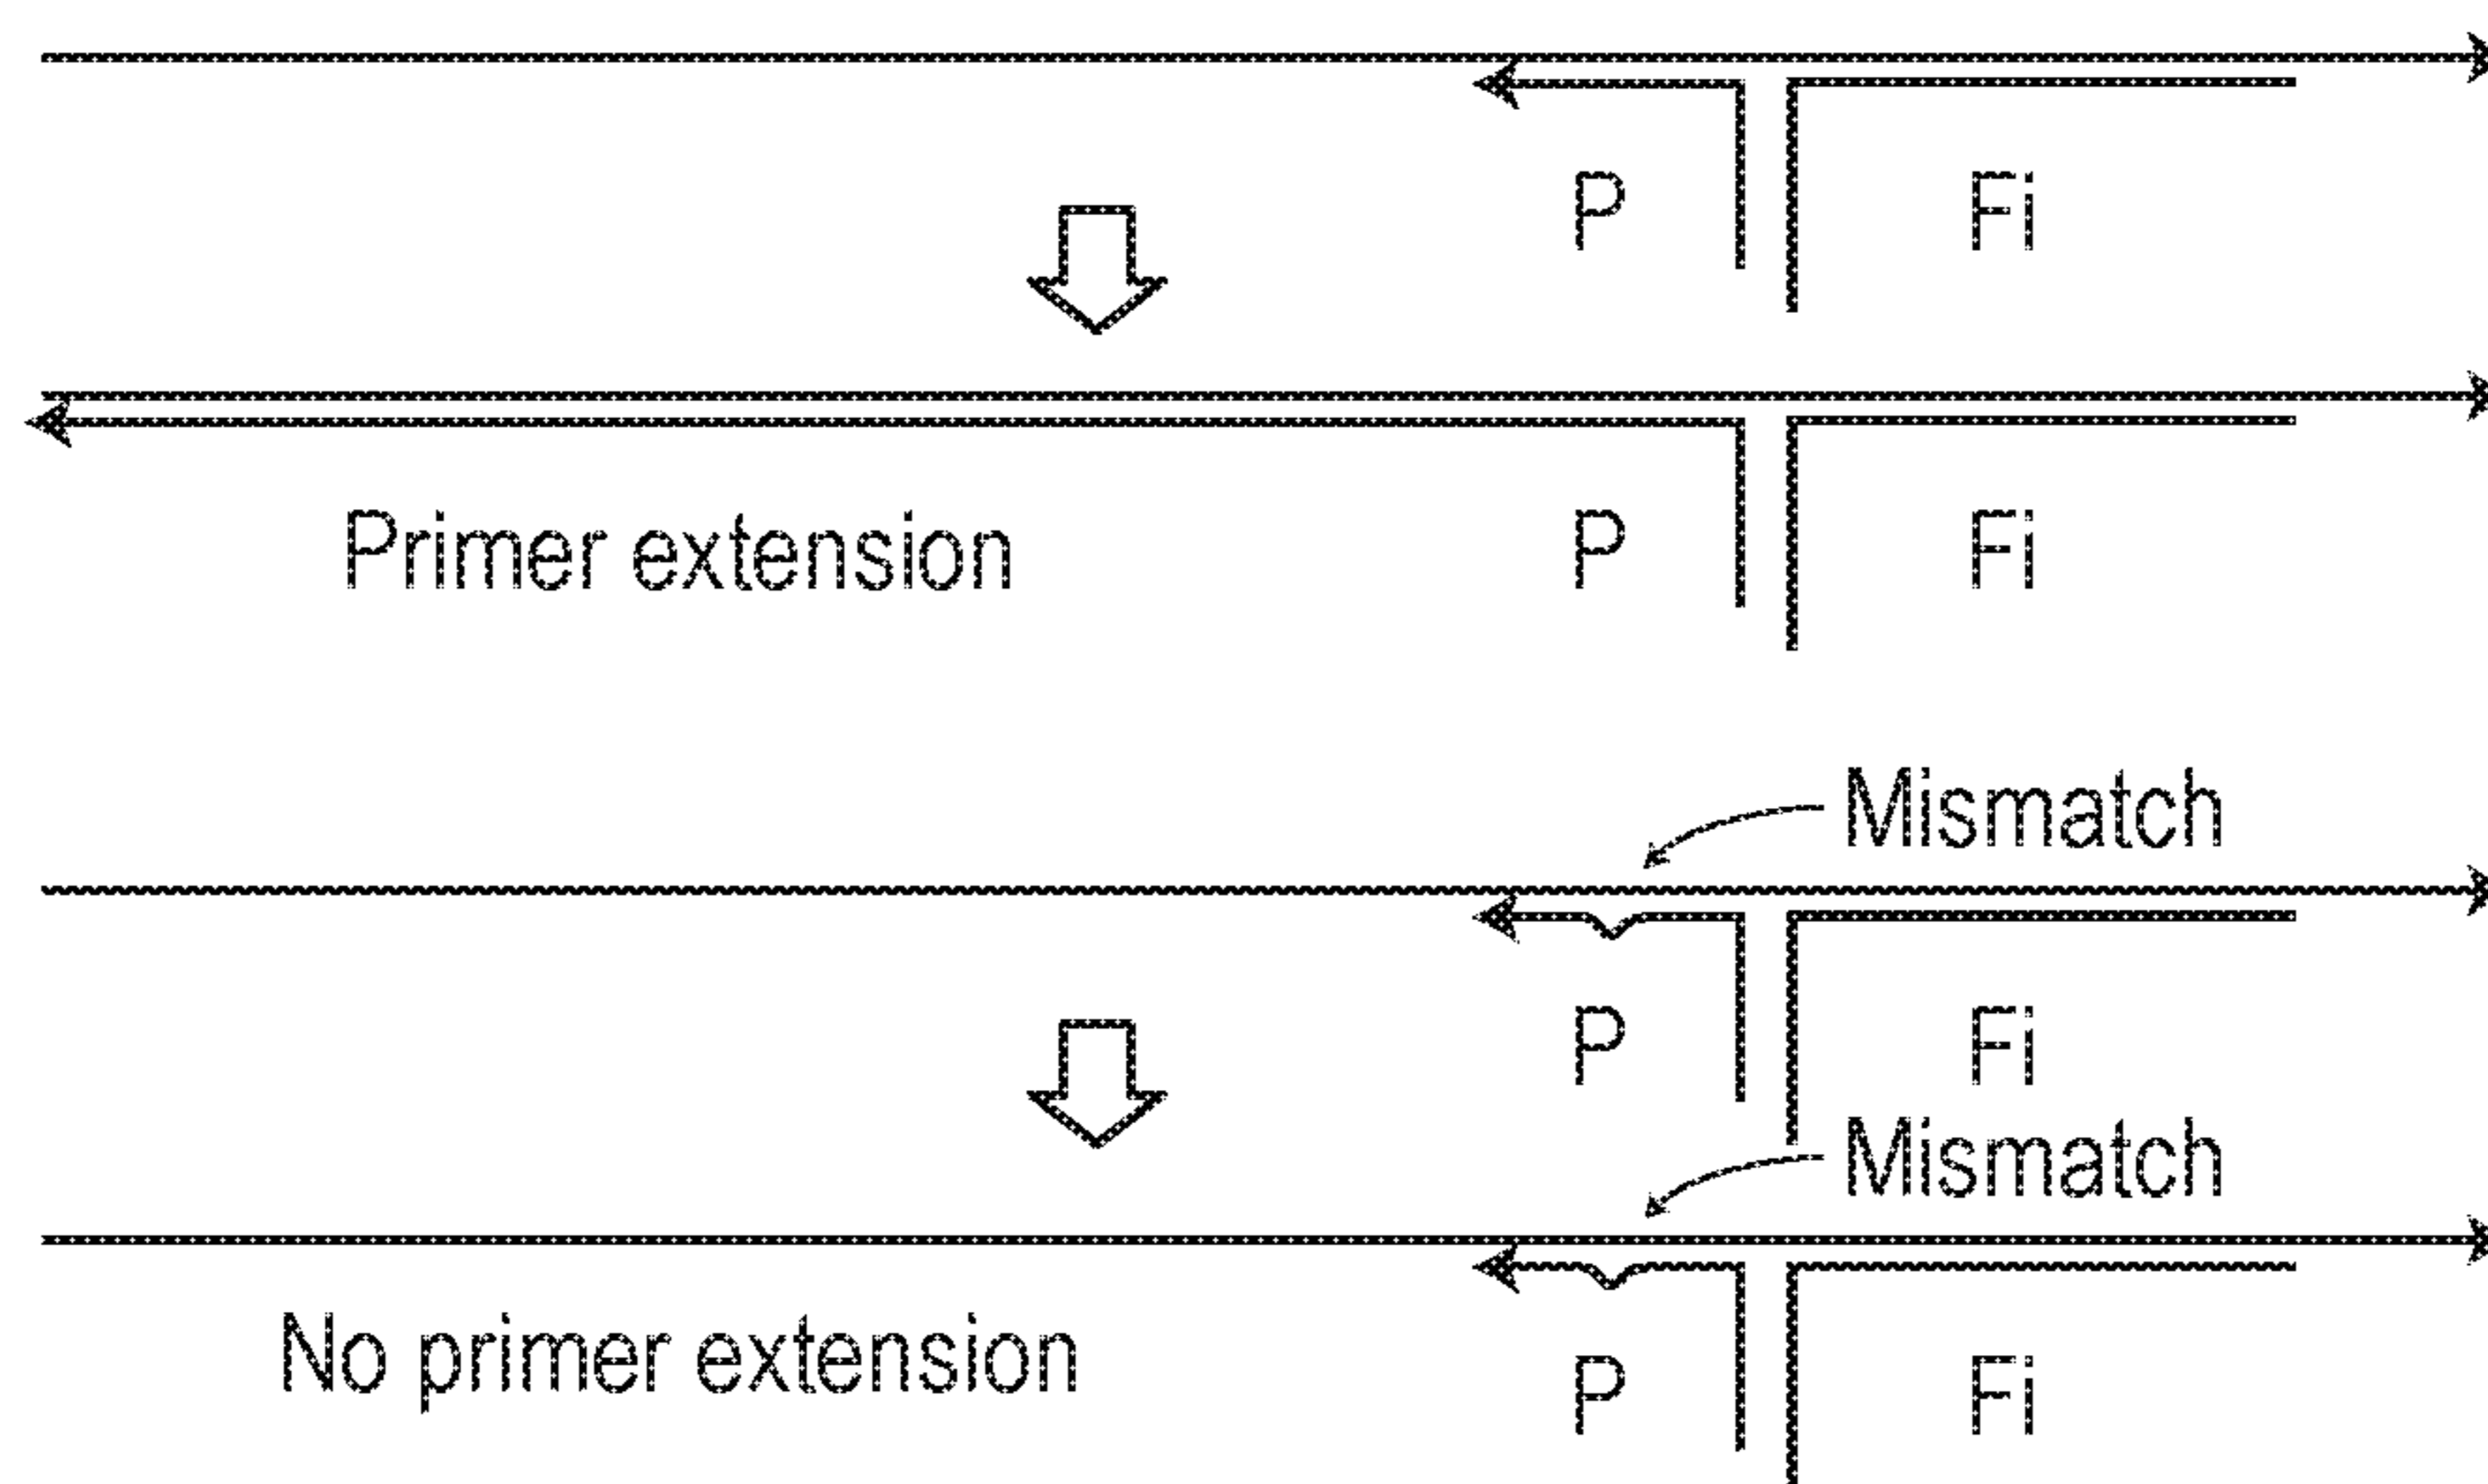 P Fi
Primer extension P Fi
Mismatch
P Fi
Mismatch
No primer extension P Fi